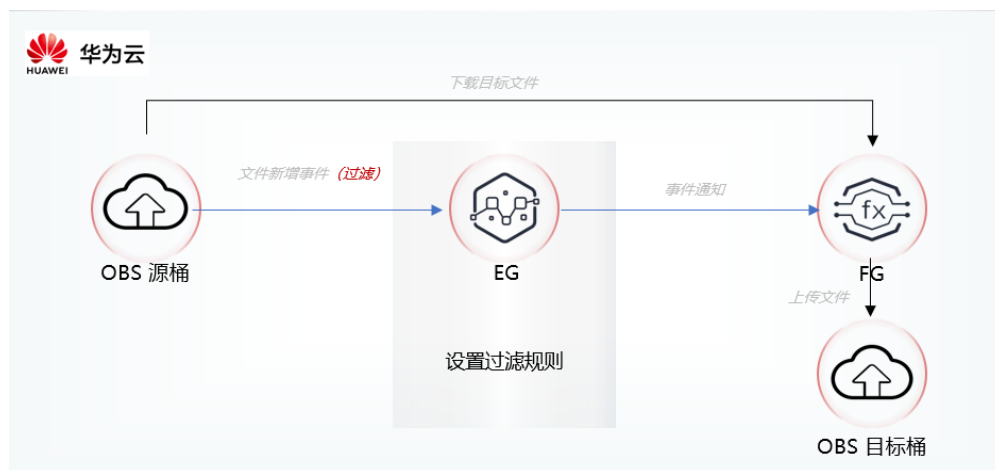 HUAWEI 华为云
下载目标文件
文件新增事件（过滤）
事件通知
fx
OBS 源桶
EG
FG
上传文件
设置过滤规则
OBS 目标桶